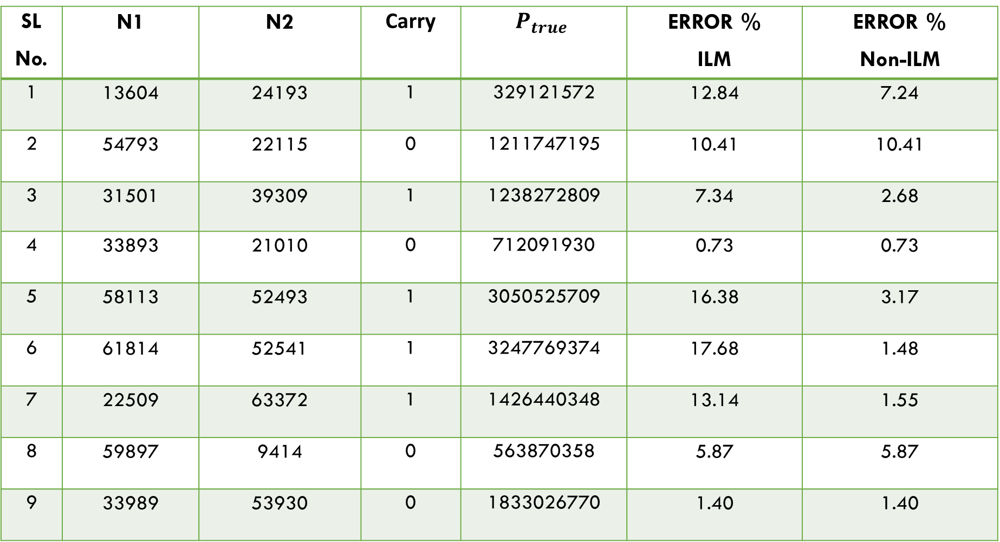 SL No. N1 N2 Carry P_true ERROR % ILM ERROR % Non-ILM
1 13604 24193 1 329121572 12.84 7.24
2 54793 22115 0 1211747195 10.41 10.41
3 31501 39309 1 1238272809 7.34 2.68
4 33893 21010 0 712091930 0.73 0.73
5 58113 52493 1 3050525709 16.38 3.17
6 61814 52541 1 3247769374 17.68 1.48
7 22509 63372 1 1426440348 13.14 1.55
8 59897 9414 0 563870358 5.87 5.87
9 33989 53930 0 1833026770 1.40 1.40